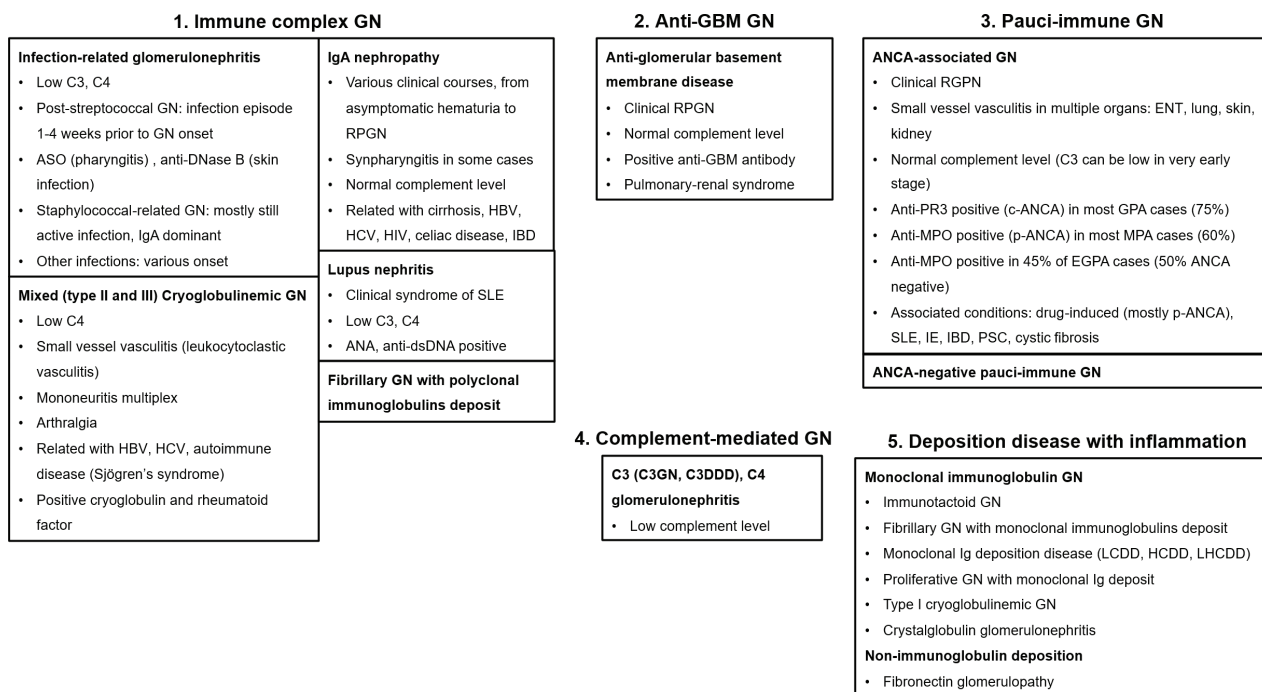 1. Immune complex GN
Infection-related glomerulonephritis
• Low C3, C4
• Post-streptococcal GN: infection episode
1-4 weeks prior to GN onset
• ASO (pharyngitis) , anti-DNase B (skin
infection)
• Staphylococcal-related GN: mostly still
active infection, IgA dominant
• Other infections: various onset
Mixed (type II and III) Cryoglobulinemic GN
• Low C4
• Small vessel vasculitis (leukocytoclastic
vasculitis)
• Mononeuritis multiplex
• Arthralgia
• Related with HBV, HCV, autoimmune
disease (Sjögren’s syndrome)
• Positive cryoglobulin and rheumatoid
factor
IgA nephropathy
• Various clinical courses, from
asymptomatic hematuria to
RPGN
• Synpharyngitis in some cases
• Normal complement level
• Related with cirrhosis, HBV,
HCV, HIV, celiac disease, IBD
Lupus nephritis
• Clinical syndrome of SLE
• Low C3, C4
• ANA, anti-dsDNA positive
Fibrillary GN with polyclonal
immunoglobulins deposit
2. Anti-GBM GN
Anti-glomerular basement
membrane disease
• Clinical RPGN
• Normal complement level
• Positive anti-GBM antibody
• Pulmonary-renal syndrome
3. Pauci-immune GN
ANCA-associated GN
• Clinical RGPN
• Small vessel vasculitis in multiple organs: ENT, lung, skin,
kidney
• Normal complement level (C3 can be low in very early
stage)
• Anti-PR3 positive (c-ANCA) in most GPA cases (75%)
• Anti-MPO positive (p-ANCA) in most MPA cases (60%)
• Anti-MPO positive in 45% of EGPA cases (50% ANCA
negative)
• Associated conditions: drug-induced (mostly p-ANCA),
SLE, IE, IBD, PSC, cystic fibrosis
ANCA-negative pauci-immune GN
4. Complement-mediated GN
C3 (C3GN, C3DDD), C4
glomerulonephritis
• Low complement level
5. Deposition disease with inflammation
Monoclonal immunoglobulin GN
• Immunotactoid GN
• Fibrillary GN with monoclonal immunoglobulins deposit
• Monoclonal Ig deposition disease (LCDD, HCDD, LHCDD)
• Proliferative GN with monoclonal Ig deposit
• Type I cryoglobulinemic GN
• Crystalglobulin glomerulonephritis
Non-immunoglobulin deposition
• Fibronectin glomerulopathy